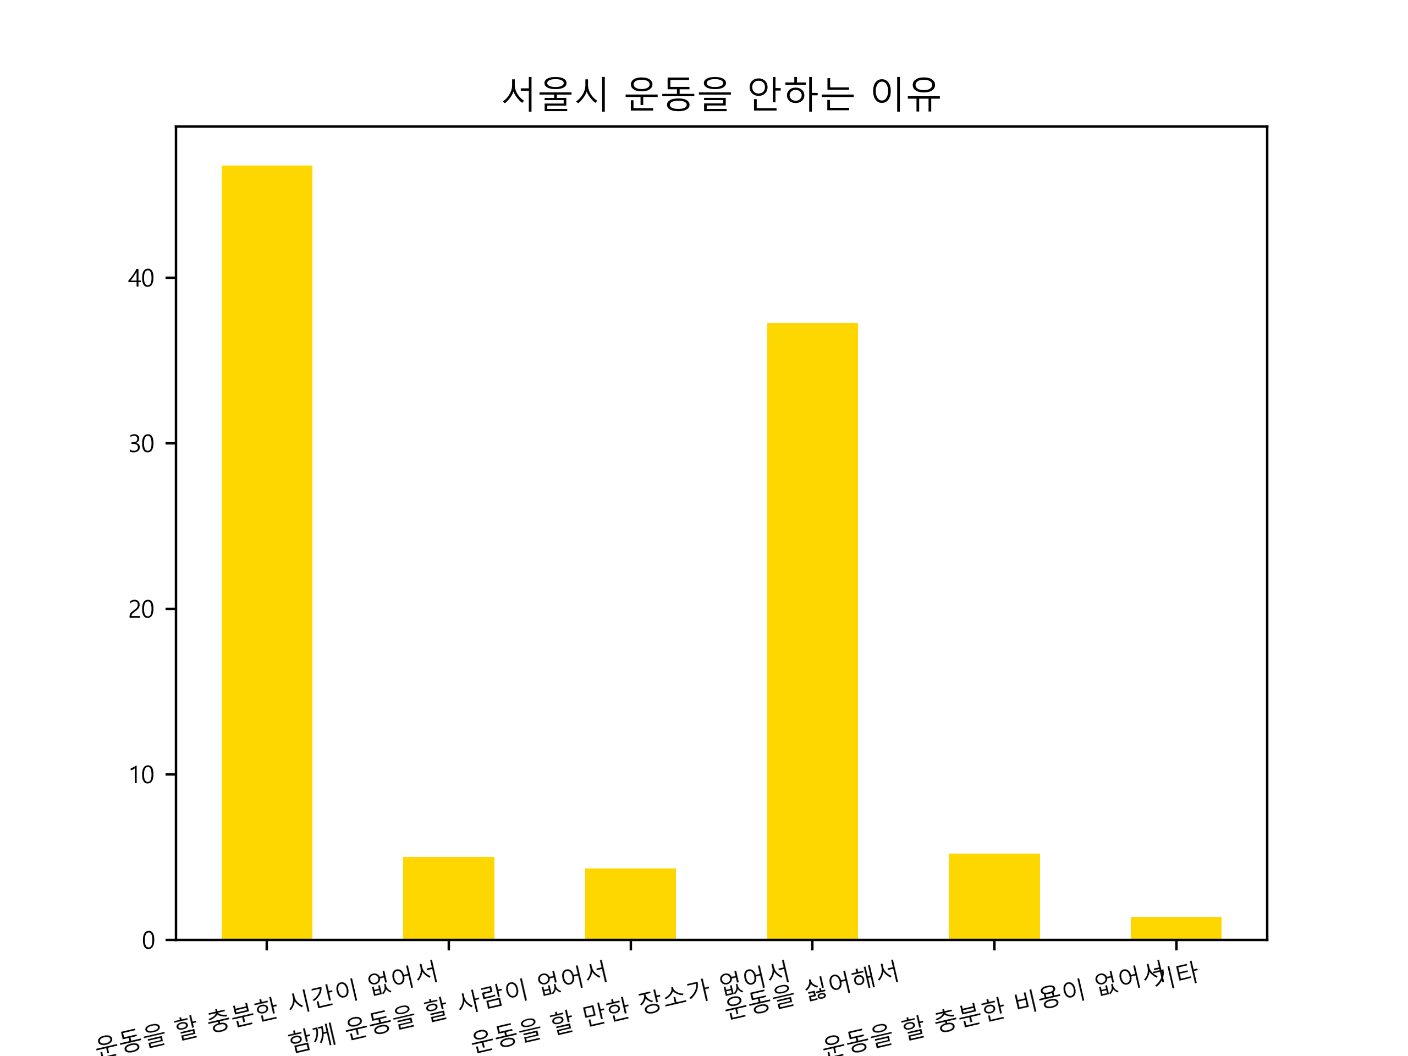 서울시 운동을 안하는 이유
40
30
20
10
0
운동을 할 충분한 시간이 없어서
함께 운동을 할 사람이 없어서
운동을 할 만한 장소가 없어서
운동을 싫어해서
운동을 할 충분한 비용이 없어서
기타